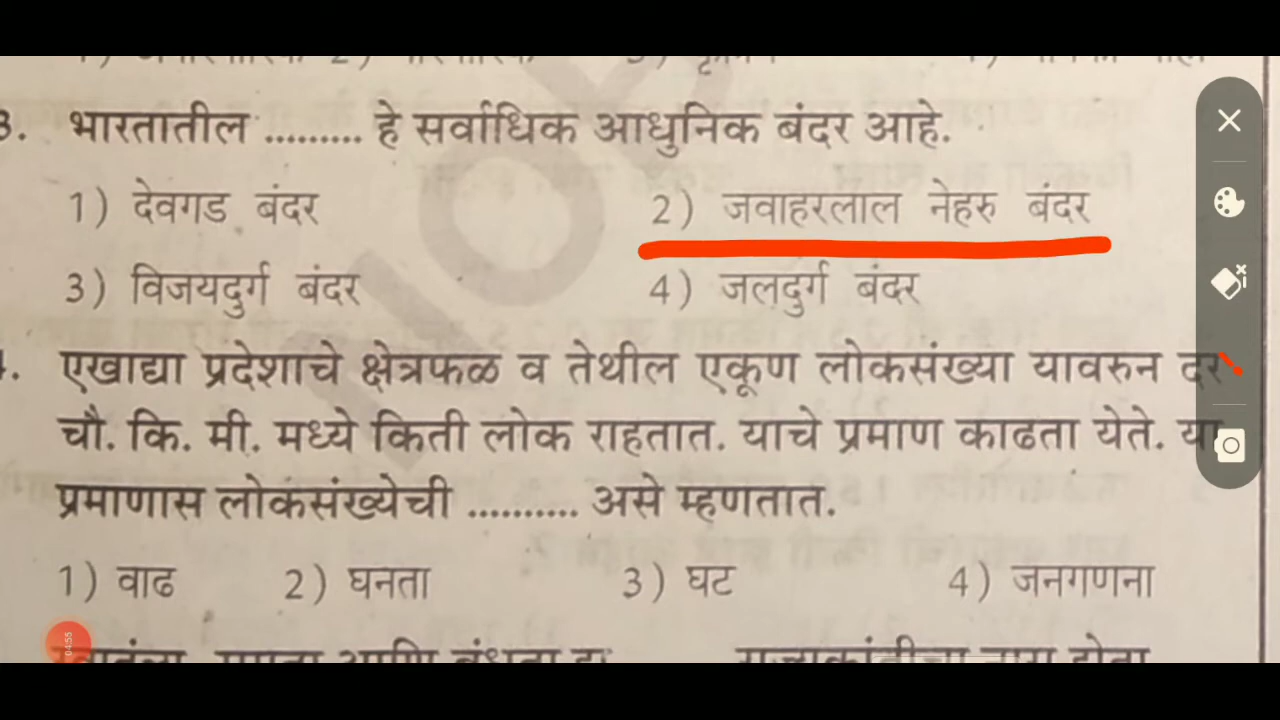 3. भारतातील ......... हे सर्वाधिक आधुनिक बंदर आहे.
1) देवगड बंदर 2) जवाहरलाल नेहरु बंदर
3) विजयदुर्ग बंदर 4) जलदुर्ग बंदर
एखाद्या प्रदेशाचे क्षेत्रफळ व तेथील एकूण लोकसंख्या यावरुन दर
चौ. कि. मी. मध्ये किती लोक राहतात. याचे प्रमाण काढता येते. या
प्रमाणास लोकसंख्येची .......... असे म्हणतात.
1) वाढ 2) घनता 3) घट 4) जनगणना
04:55